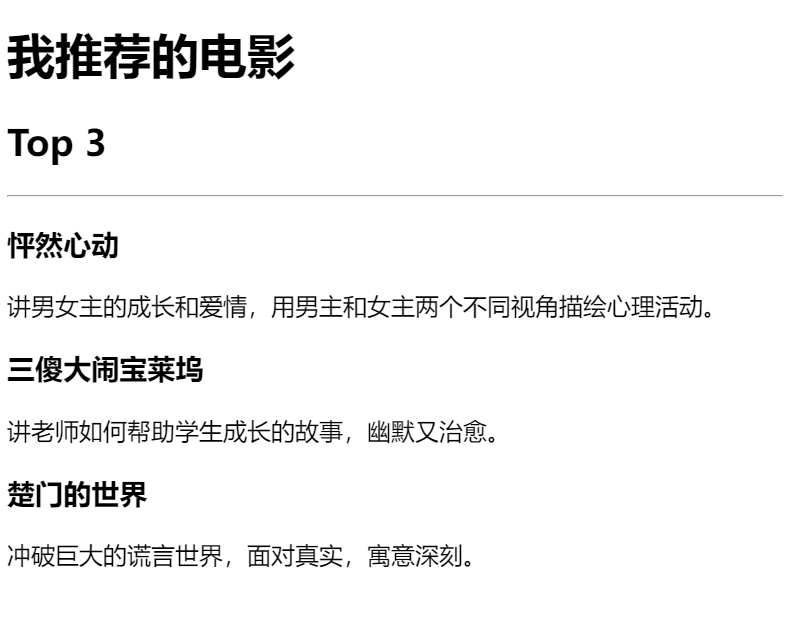 我推荐的电影
Top 3
怦然心动
讲男女主的成长和爱情，用男主和女主两个不同视角描绘心理活动。
三傻大闹宝莱坞
讲老师如何帮助学生成长的故事，幽默又治愈。
楚门的世界
冲破巨大的谎言世界，面对真实，寓意深刻。